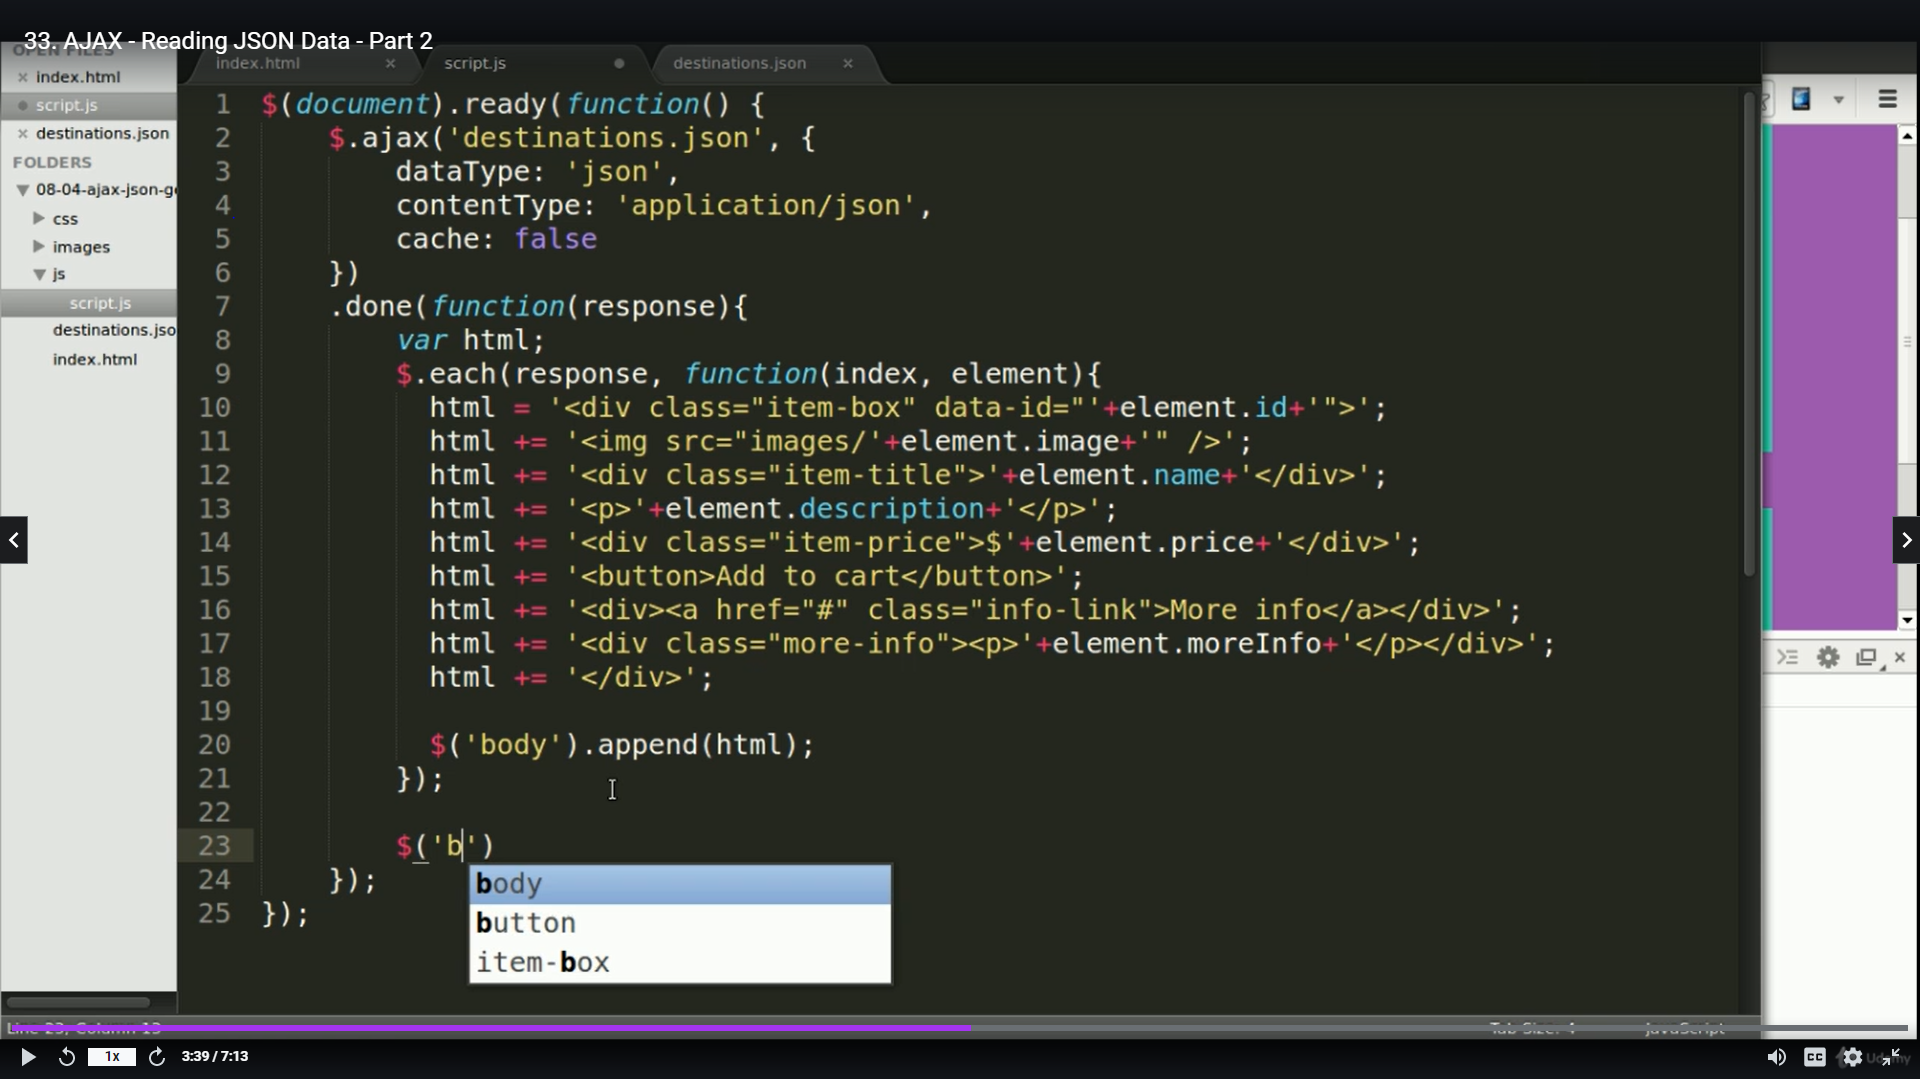 33. AJAX - Reading JSON Data - Part 2
OPEN FILES
index.html
script.js
destinations.json
FOLDERS
08-04-ajax-json-g
css
images
js
script.js
destinations.jso
index.html
index.html
script.js
destinations.json
1 $(document).ready(function() {
2 $.ajax('destinations.json', {
3 dataType: 'json',
4 contentType: 'application/json',
5 cache: false
6 })
7 .done(function(response){
8 var html;
9 $.each(response, function(index, element){
10 html = '<div class="item-box" data-id="'+element.id+'">';
11 html += '<img src="images/'+element.image+'" />';
12 html += '<div class="item-title">'+element.name+'</div>';
13 html += '<p>'+element.description+'</p>';
14 html += '<div class="item-price">$'+element.price+'</div>';
15 html += '<button>Add to cart</button>';
16 html += '<div><a href="#" class="info-link">More info</a></div>';
17 html += '<div class="more-info"><p>'+element.moreInfo+'</p></div>';
18 html += '</div>';
19
20 $('body').append(html);
21 });
22
23 $('b')
24 });
25 });
body
button
item-box
Line 23, Column 13
Tab Size: 4
JavaScript
1x
3:39 / 7:13
CC
Udemy